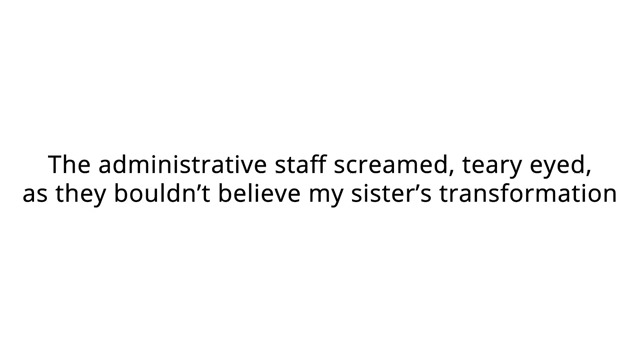 The administrative staff screamed, teary eyed,
as they bouldn’t believe my sister’s transformation